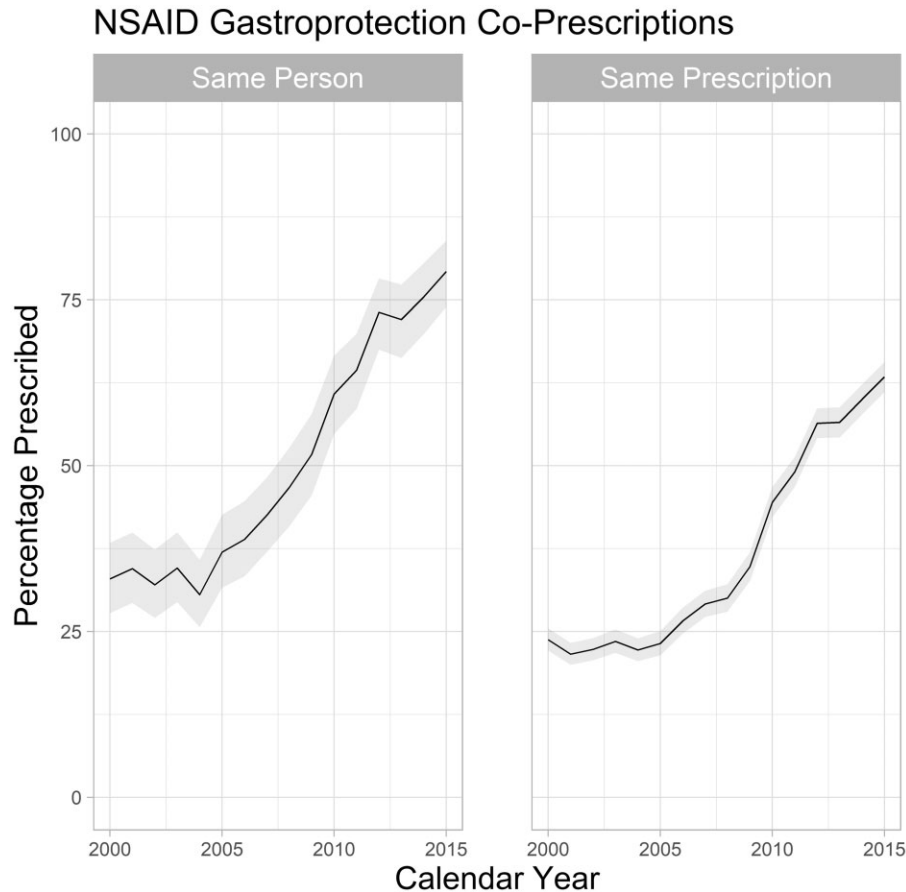 NSAID Gastroprotection Co-Prescriptions
Same Person
Same Prescription
Percentage Prescribed
100
75
50
25
0
2000 2005 2010 2015
2000 2005 2010 2015
Calendar Year